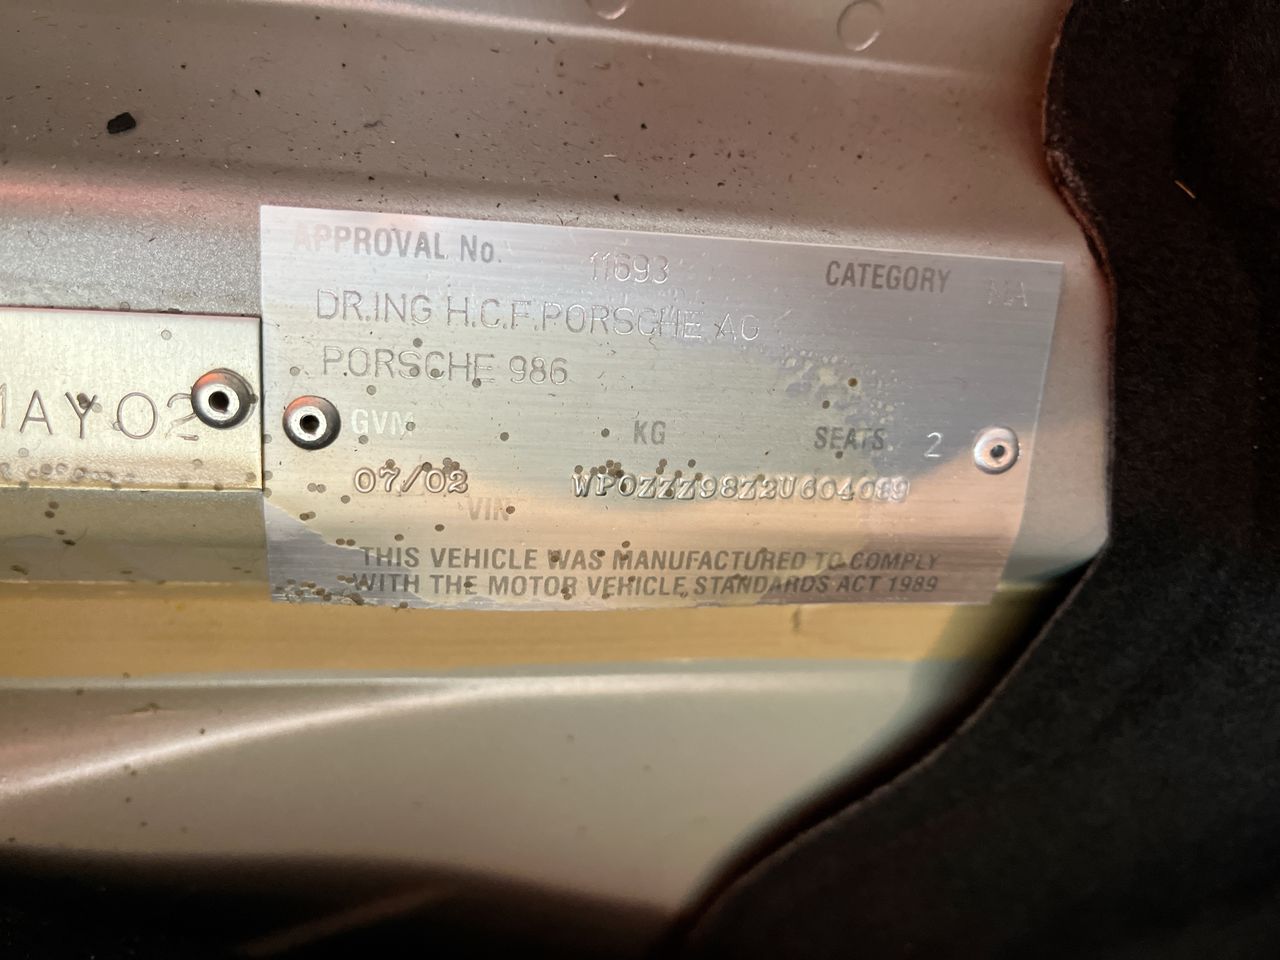 APPROVAL No. 11693 CATEGORY MA
DR.ING H.C.F.PORSCHE AG
PORSCHE 986
MAY02
GVM KG SEATS 2
07/02 WP0ZZZ98Z2U604089
VIN
THIS VEHICLE WAS MANUFACTURED TO COMPLY
WITH THE MOTOR VEHICLE STANDARDS ACT 1989